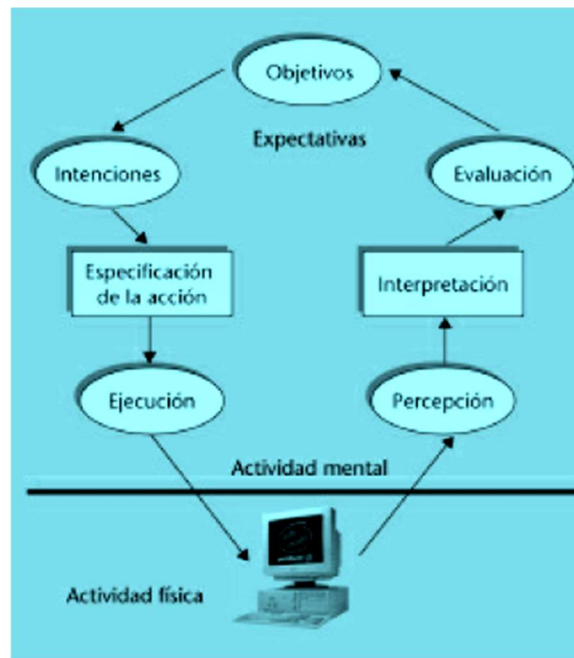 Objetivos
Expectativas
Intenciones
Evaluación
Especificación
de la acción
Interpretación
Ejecución
Percepción
Actividad mental
Actividad física